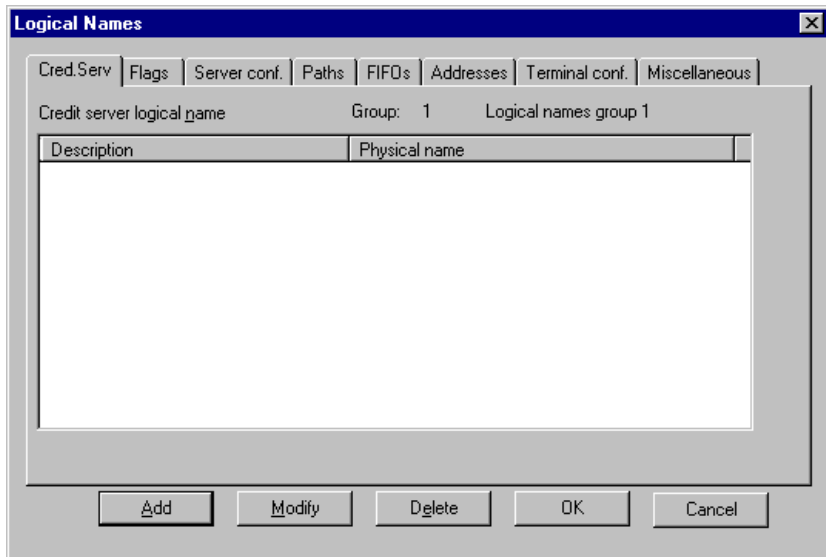 Logical Names
Cred.Serv Flags Server conf. Paths FIFOs Addresses Terminal conf. Miscellaneous
Credit server logical name Group: 1 Logical names group 1
Description Physical name
Add Modify Delete OK Cancel